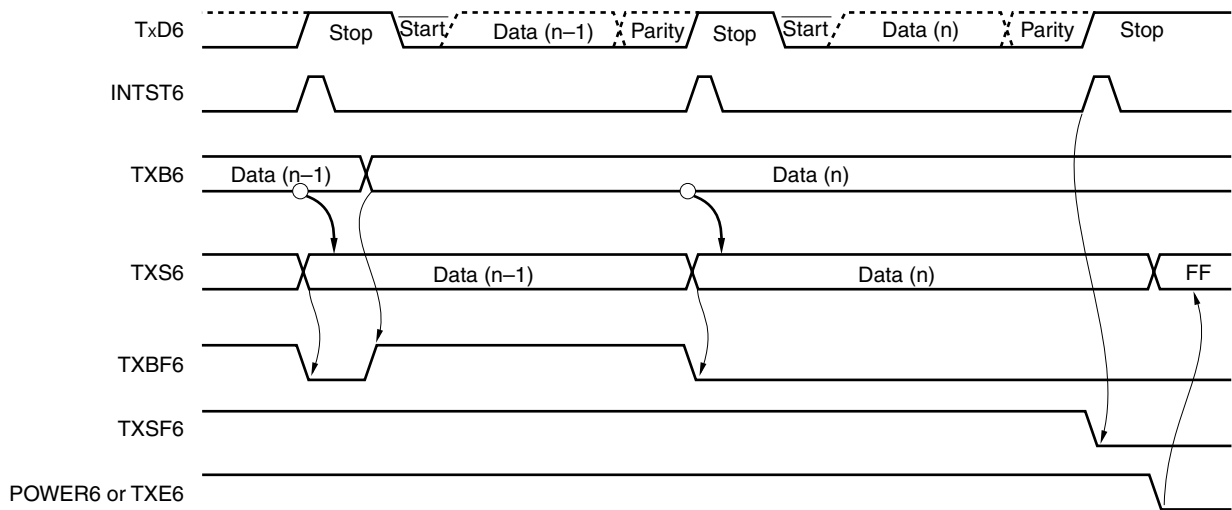 TxD6 Stop Start Data (n–1) Parity Stop Start Data (n) Parity Stop
INTST6
TXB6 Data (n–1) Data (n)
TXS6 Data (n–1) Data (n) FF
TXBF6
TXSF6
POWER6 or TXE6